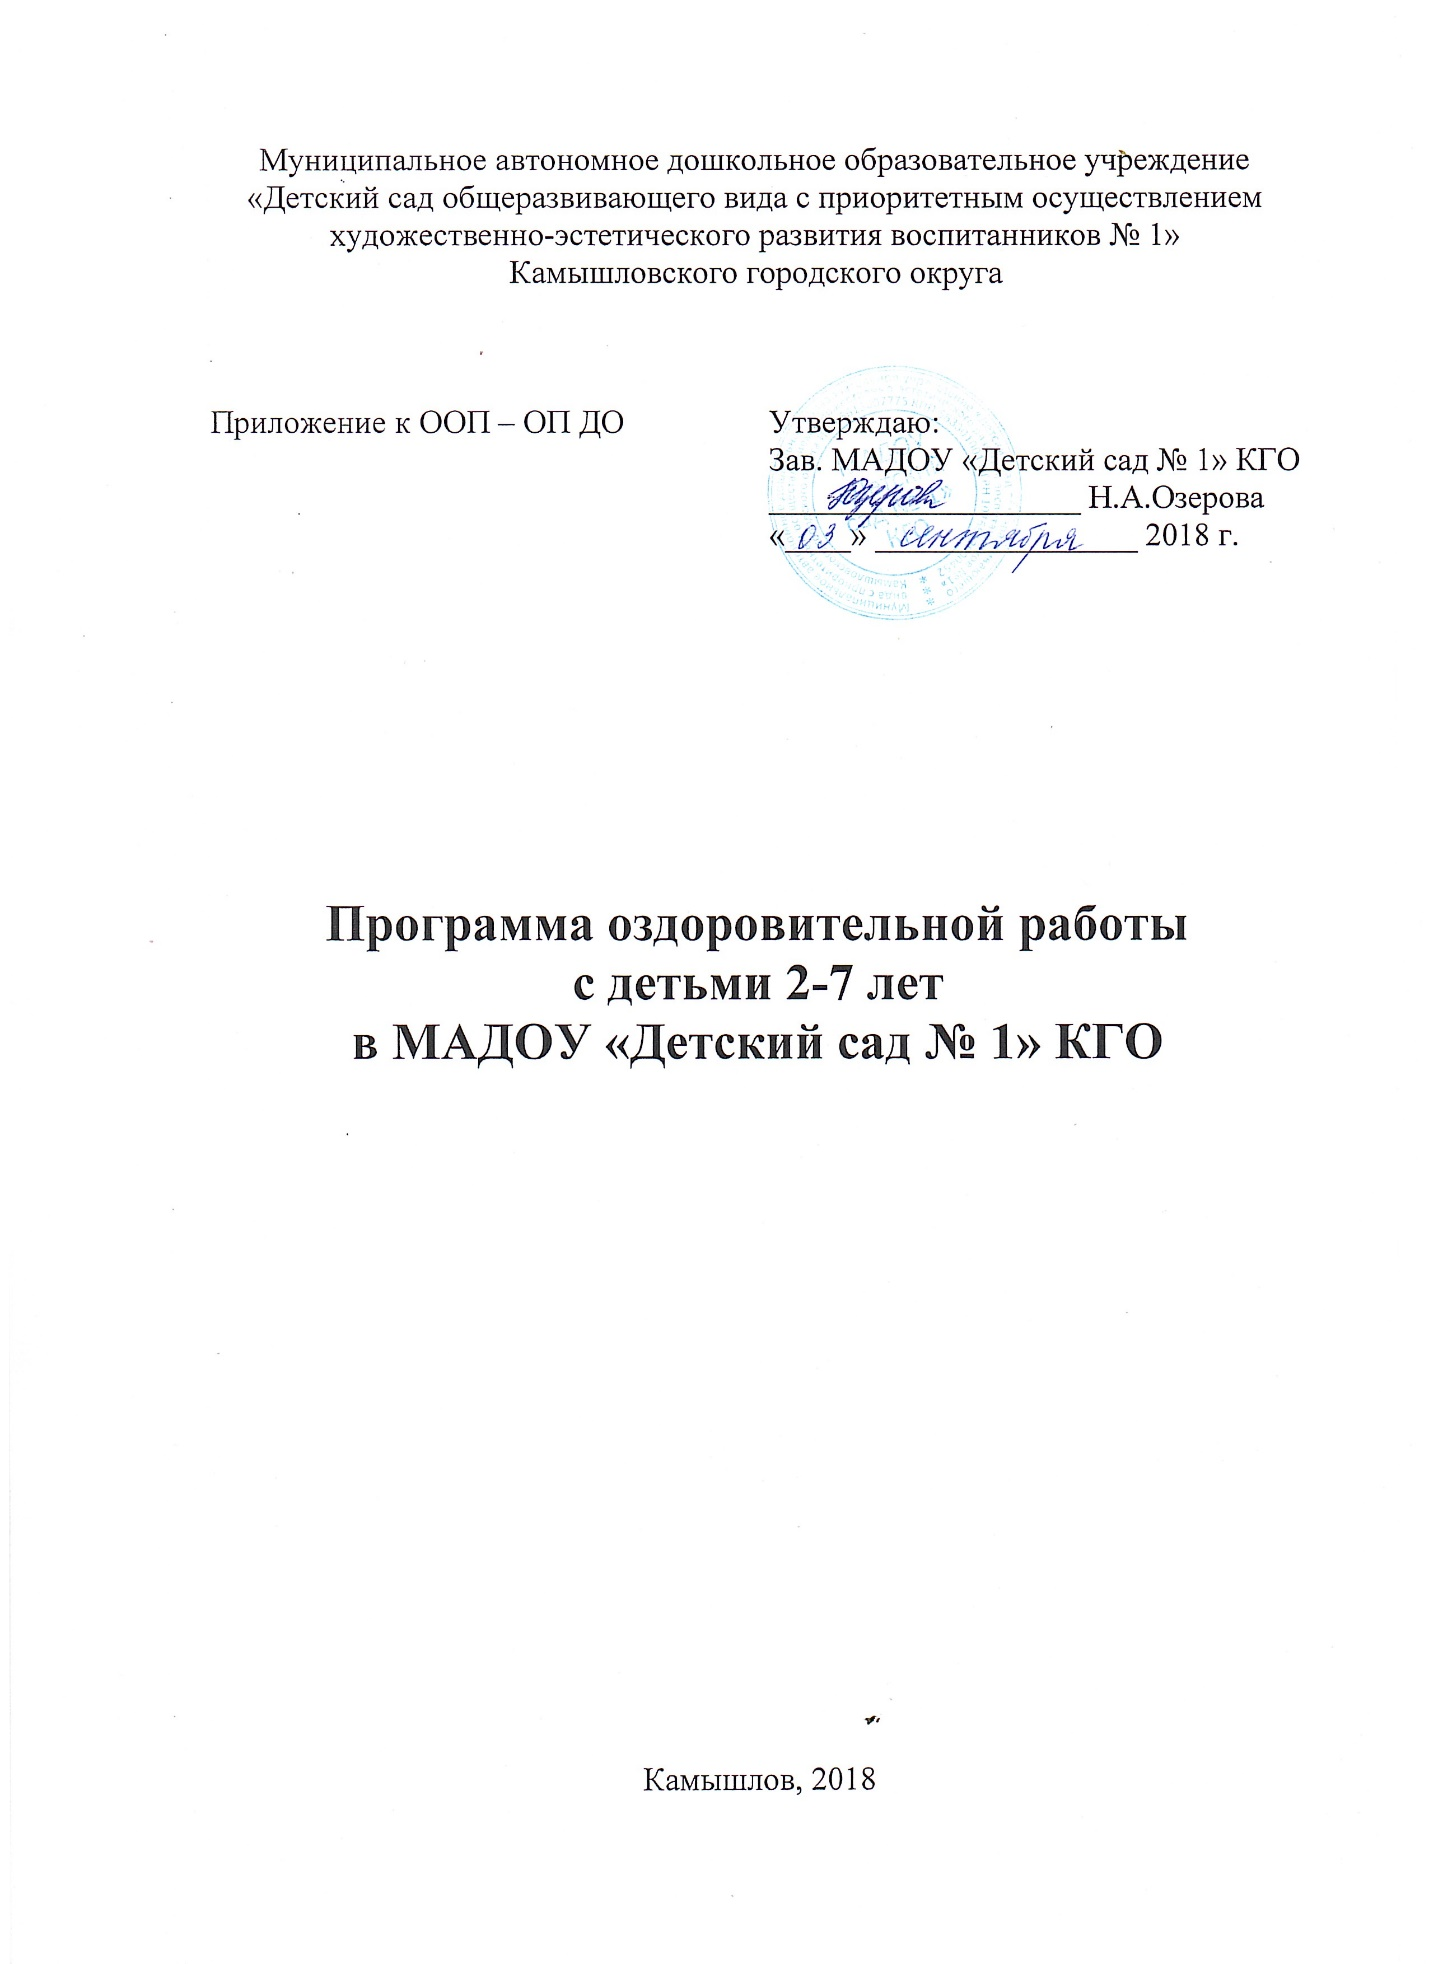 Муниципальное автономное дошкольное образовательное учреждение
«Детский сад общеразвивающего вида с приоритетным осуществлением
художественно-эстетического развития воспитанников № 1»
Камышловского городского округа
Приложение к ООП – ОП ДО
Утверждаю:
Зав. МАДОУ «Детский сад № 1» КГО
Н.А.Озерова
«03» сентября 2018 г.
Программа оздоровительной работы
с детьми 2-7 лет
в МАДОУ «Детский сад № 1» КГО
Камышлов, 2018